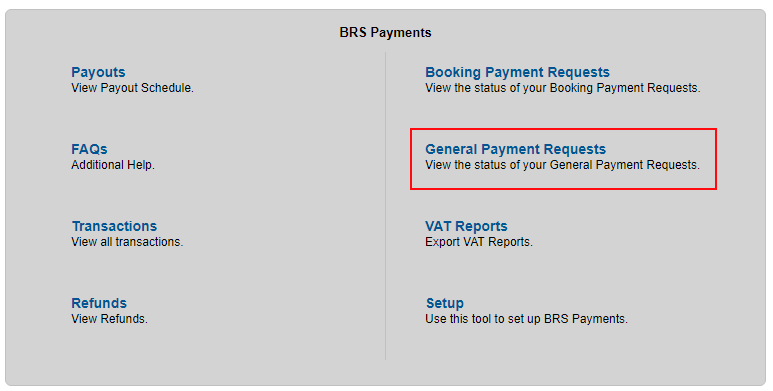 BRS Payments
Payouts
View Payout Schedule.
FAQs
Additional Help.
Transactions
View all transactions.
Refunds
View Refunds.
Booking Payment Requests
View the status of your Booking Payment Requests.
General Payment Requests
View the status of your General Payment Requests.
VAT Reports
Export VAT Reports.
Setup
Use this tool to set up BRS Payments.